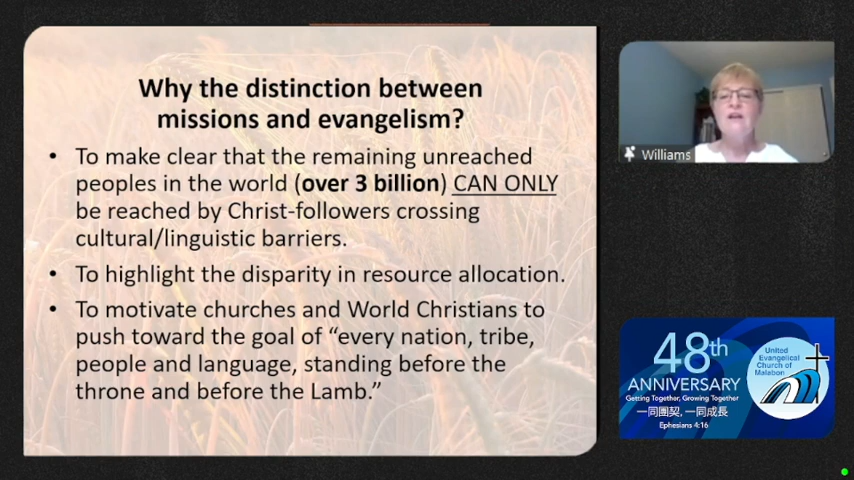 Why the distinction between
missions and evangelism?
• To make clear that the remaining unreached
peoples in the world (over 3 billion) CAN ONLY
be reached by Christ-followers crossing
cultural/linguistic barriers.
• To highlight the disparity in resource allocation.
• To motivate churches and World Christians to
push toward the goal of “every nation, tribe,
people and language, standing before the
throne and before the Lamb.”
Williams
48th
ANNIVERSARY
Getting Together, Growing Together
一同團契, 一同成長
Ephesians 4:16
United
Evangelical
Church of
Malabon